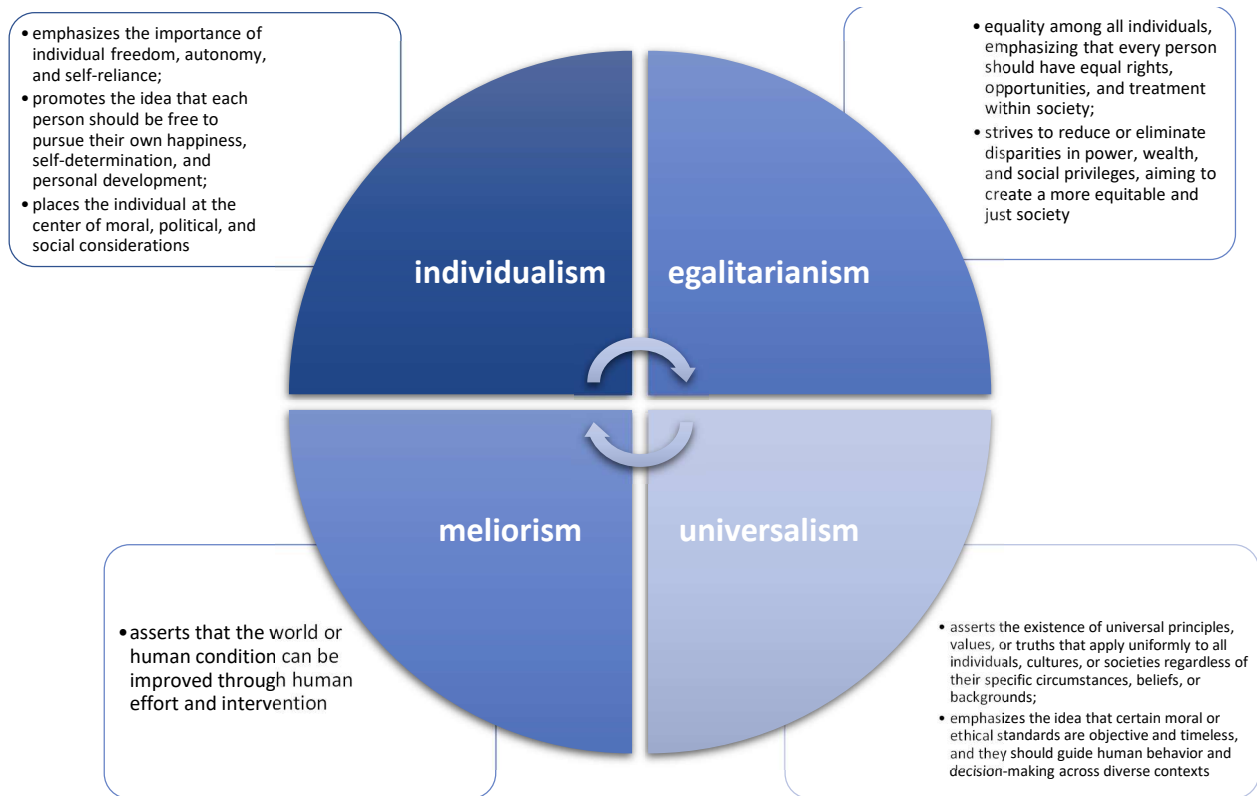 • emphasizes the importance of
individual freedom, autonomy,
and self-reliance;
• promotes the idea that each
person should be free to
pursue their own happiness,
self-determination, and
personal development;
• places the individual at the
center of moral, political, and
social considerations
• equality among all individuals,
emphasizing that every person
should have equal rights,
opportunities, and treatment
within society;
• strives to reduce or eliminate
disparities in power, wealth,
and social privileges, aiming to
create a more equitable and
just society
individualism
egalitarianism
meliorism
universalism
• asserts that the world or
human condition can be
improved through human
effort and intervention
• asserts the existence of universal principles,
values, or truths that apply uniformly to all
individuals, cultures, or societies regardless of
their specific circumstances, beliefs, or
backgrounds;
• emphasizes the idea that certain moral or
ethical standards are objective and timeless,
and they should guide human behavior and
decision-making across diverse contexts